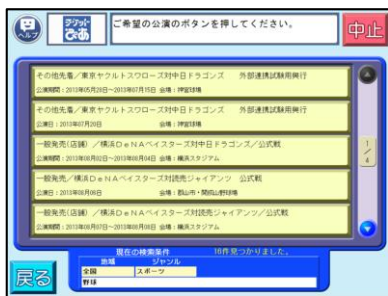 ヘルプ
チケットぴあ
ご希望の公演のボタンを押してください。
中止
その他先着／東京ヤクルトスワローズ対中日ドラゴンズ 外部連携試験用興行
公演期間：2013年05月28日～2013年07月15日 会場：神宮球場
その他先着／東京ヤクルトスワローズ対中日ドラゴンズ 外部連携試験用興行
公演日：2013年07月20日 会場：神宮球場
一般発売(店舗)／横浜ＤｅＮＡベイスターズ対中日ドラゴンズ／公式戦
公演期間：2013年08月02日～2013年08月04日 会場：横浜スタジアム
一般発売／横浜ＤｅＮＡベイスターズ対読売ジャイアンツ 公式戦
公演日：2013年08月06日 会場：郡山市・開成山野球場
一般発売(店舗)／横浜ＤｅＮＡベイスターズ対読売ジャイアンツ／公式戦
公演期間：2013年08月07日～2013年08月08日 会場：横浜スタジアム
1/4
現在の検索条件 16件見つかりました。
地域 ジャンル
全国 スポーツ
野球
戻る